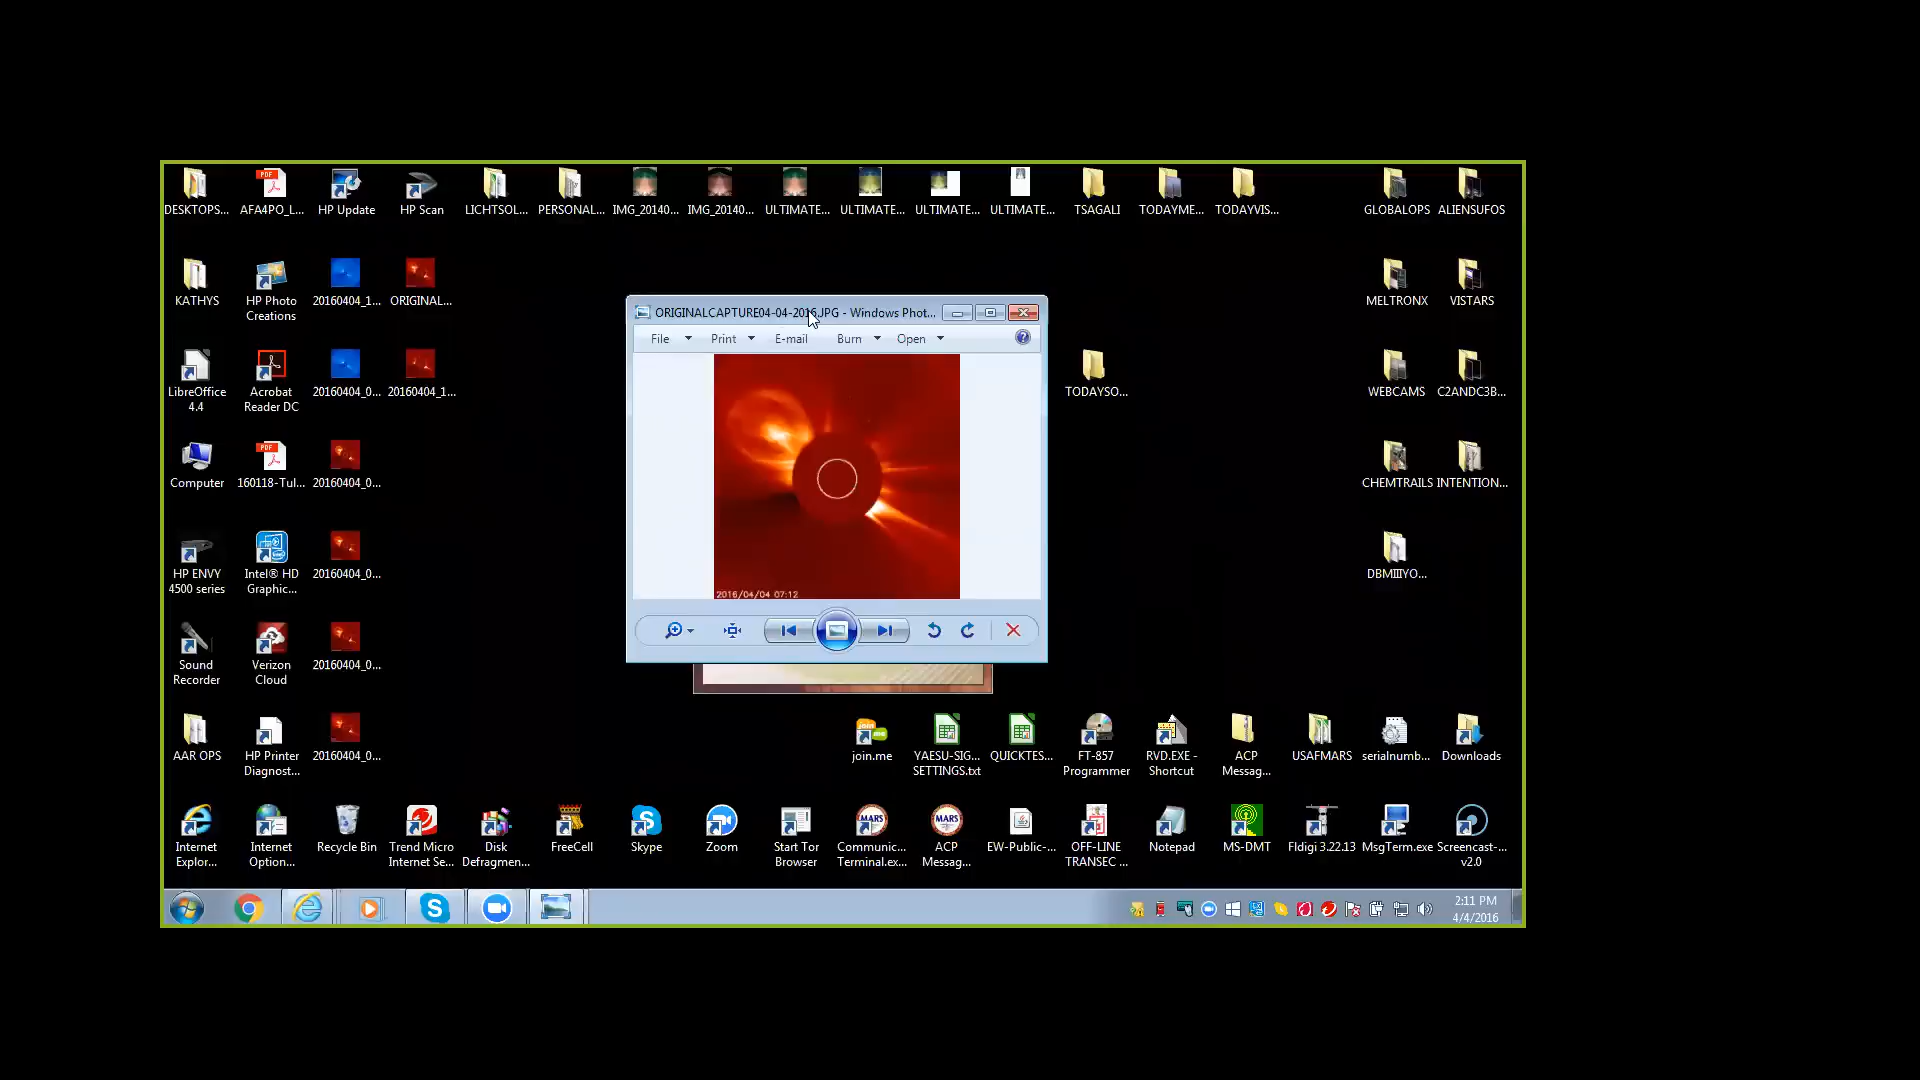 DESKTOPS...
AFA4PO_L...
HP Update
HP Scan
LICHTSOL...
PERSONAL...
IMG_20140...
IMG_20140...
ULTIMATE...
ULTIMATE...
ULTIMATE...
ULTIMATE...
TSAGALI
TODAYME...
TODAYVIS...
GLOBALOPS
ALIENSUFOS
KATHYS
HP Photo
Creations
20160404_1...
ORIGINAL...
MELTRONX
VISTARS
ORIGINALCAPTURE04-04-2016.JPG - Windows Phot...
File
Print
E-mail
Burn
Open
2016/04/04 07:12
LibreOffice
4.4
Acrobat
Reader DC
20160404_0...
20160404_1...
TODAYSO...
WEBCAMS
C2ANDC3B...
Computer
160118-Tul...
20160404_0...
CHEMTRAILS
INTENTION...
HP ENVY
4500 series
Intel® HD
Graphic...
20160404_0...
Sound
Recorder
Verizon
Cloud
20160404_0...
AAR OPS
HP Printer
Diagnost...
20160404_0...
join.me
YAESU-SIG...
SETTINGS.txt
QUICKTES...
FT-857
Programmer
RVD.EXE -
Shortcut
ACP
Messag...
USAFMARS
serialnumb...
Downloads
Internet
Explor...
Internet
Option...
Recycle Bin
Trend Micro
Internet Se...
Disk
Defragmen...
FreeCell
Skype
Zoom
Start Tor
Browser
Communic...
Terminal.ex...
ACP
Messag...
EW-Public-...
OFF-LINE
TRANSEC ...
Notepad
MS-DMT
Fldigi 3.22.13
MsgTerm.exe
Screencast-...
v2.0
2:11 PM
4/4/2016